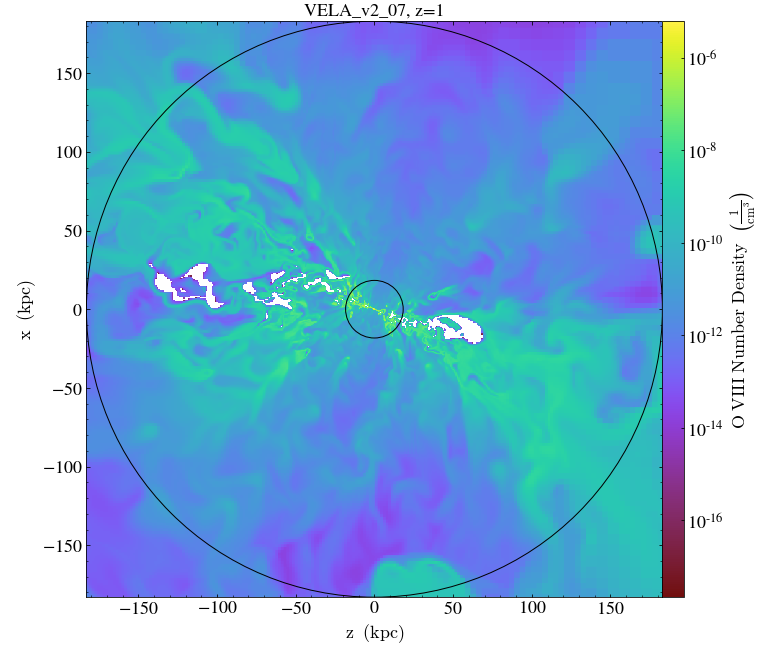 VELA_v2_07, z=1
150
100
50
0
−50
−100
−150
x (kpc)
−150 −100 −50 0 50 100 150
z (kpc)
10^-6
10^-8
10^-10
10^-12
10^-14
10^-16
O VIII Number Density (1/cm^3)